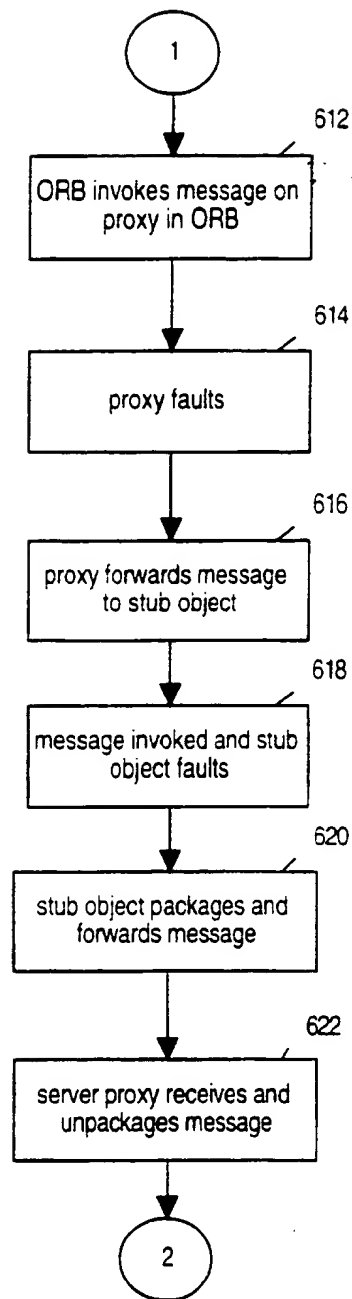 1
612
ORB invokes message on
proxy in ORB
614
proxy faults
616
proxy forwards message
to stub object
618
message invoked and stub
object faults
620
stub object packages and
forwards message
622
server proxy receives and
unpackages message
2